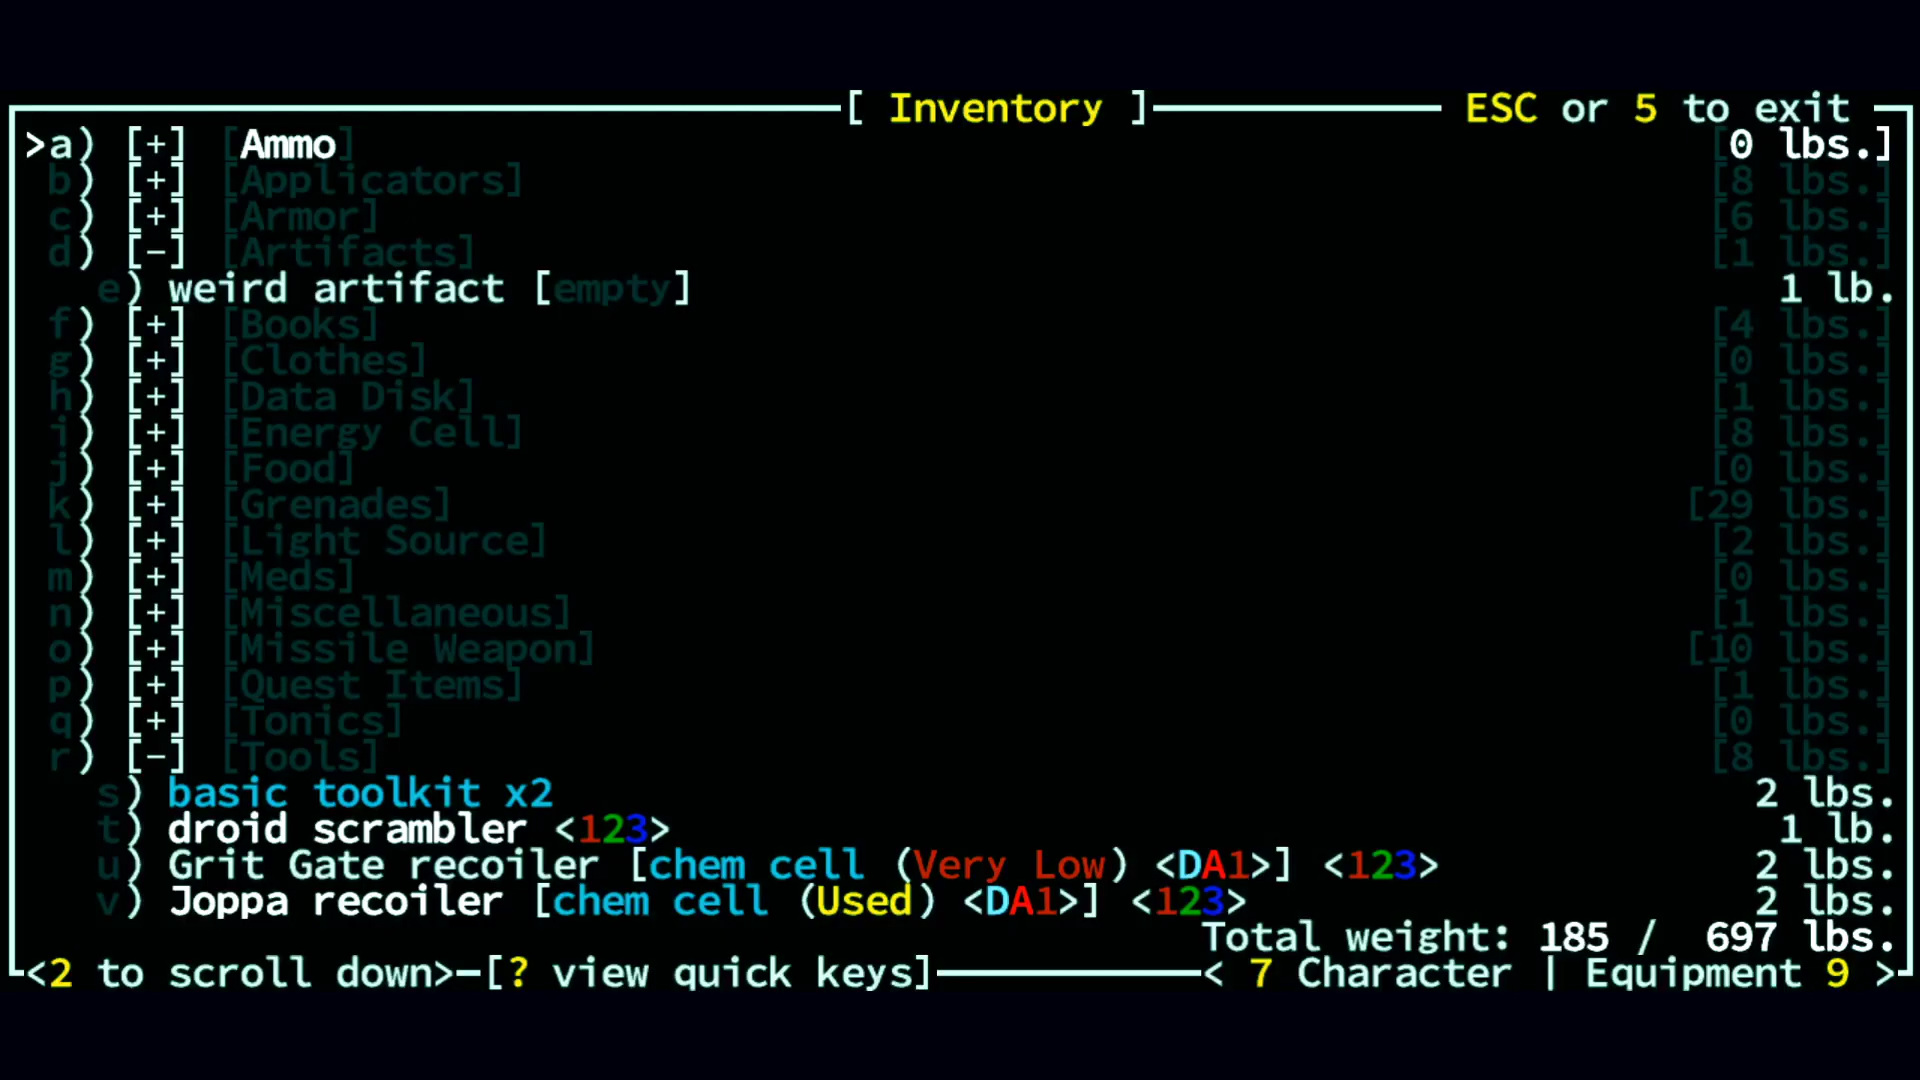 [ Inventory ] ESC or 5 to exit
>a) [+] [Ammo] [0 lbs.]
b) [+] [Applicators] [8 lbs.]
c) [+] [Armor] [6 lbs.]
d) [-] [Artifacts] [1 lbs.]
e) weird artifact [empty] 1 lb.
f) [+] [Books] [4 lbs.]
g) [+] [Clothes] [0 lbs.]
h) [+] [Data Disk] [1 lbs.]
i) [+] [Energy Cell] [8 lbs.]
j) [+] [Food] [0 lbs.]
k) [+] [Grenades] [29 lbs.]
l) [+] [Light Source] [2 lbs.]
m) [+] [Meds] [0 lbs.]
n) [+] [Miscellaneous] [1 lbs.]
o) [+] [Missile Weapon] [10 lbs.]
p) [+] [Quest Items] [1 lbs.]
q) [+] [Tonics] [0 lbs.]
r) [-] [Tools] [8 lbs.]
s) basic toolkit x2 2 lbs.
t) droid scrambler <123> 1 lb.
u) Grit Gate recoiler [chem cell (Very Low) <DA1>] <123> 2 lbs.
v) Joppa recoiler [chem cell (Used) <DA1>] <123> 2 lbs.
Total weight: 185 / 697 lbs.
<2 to scroll down> [? view quick keys] < 7 Character | Equipment 9 >